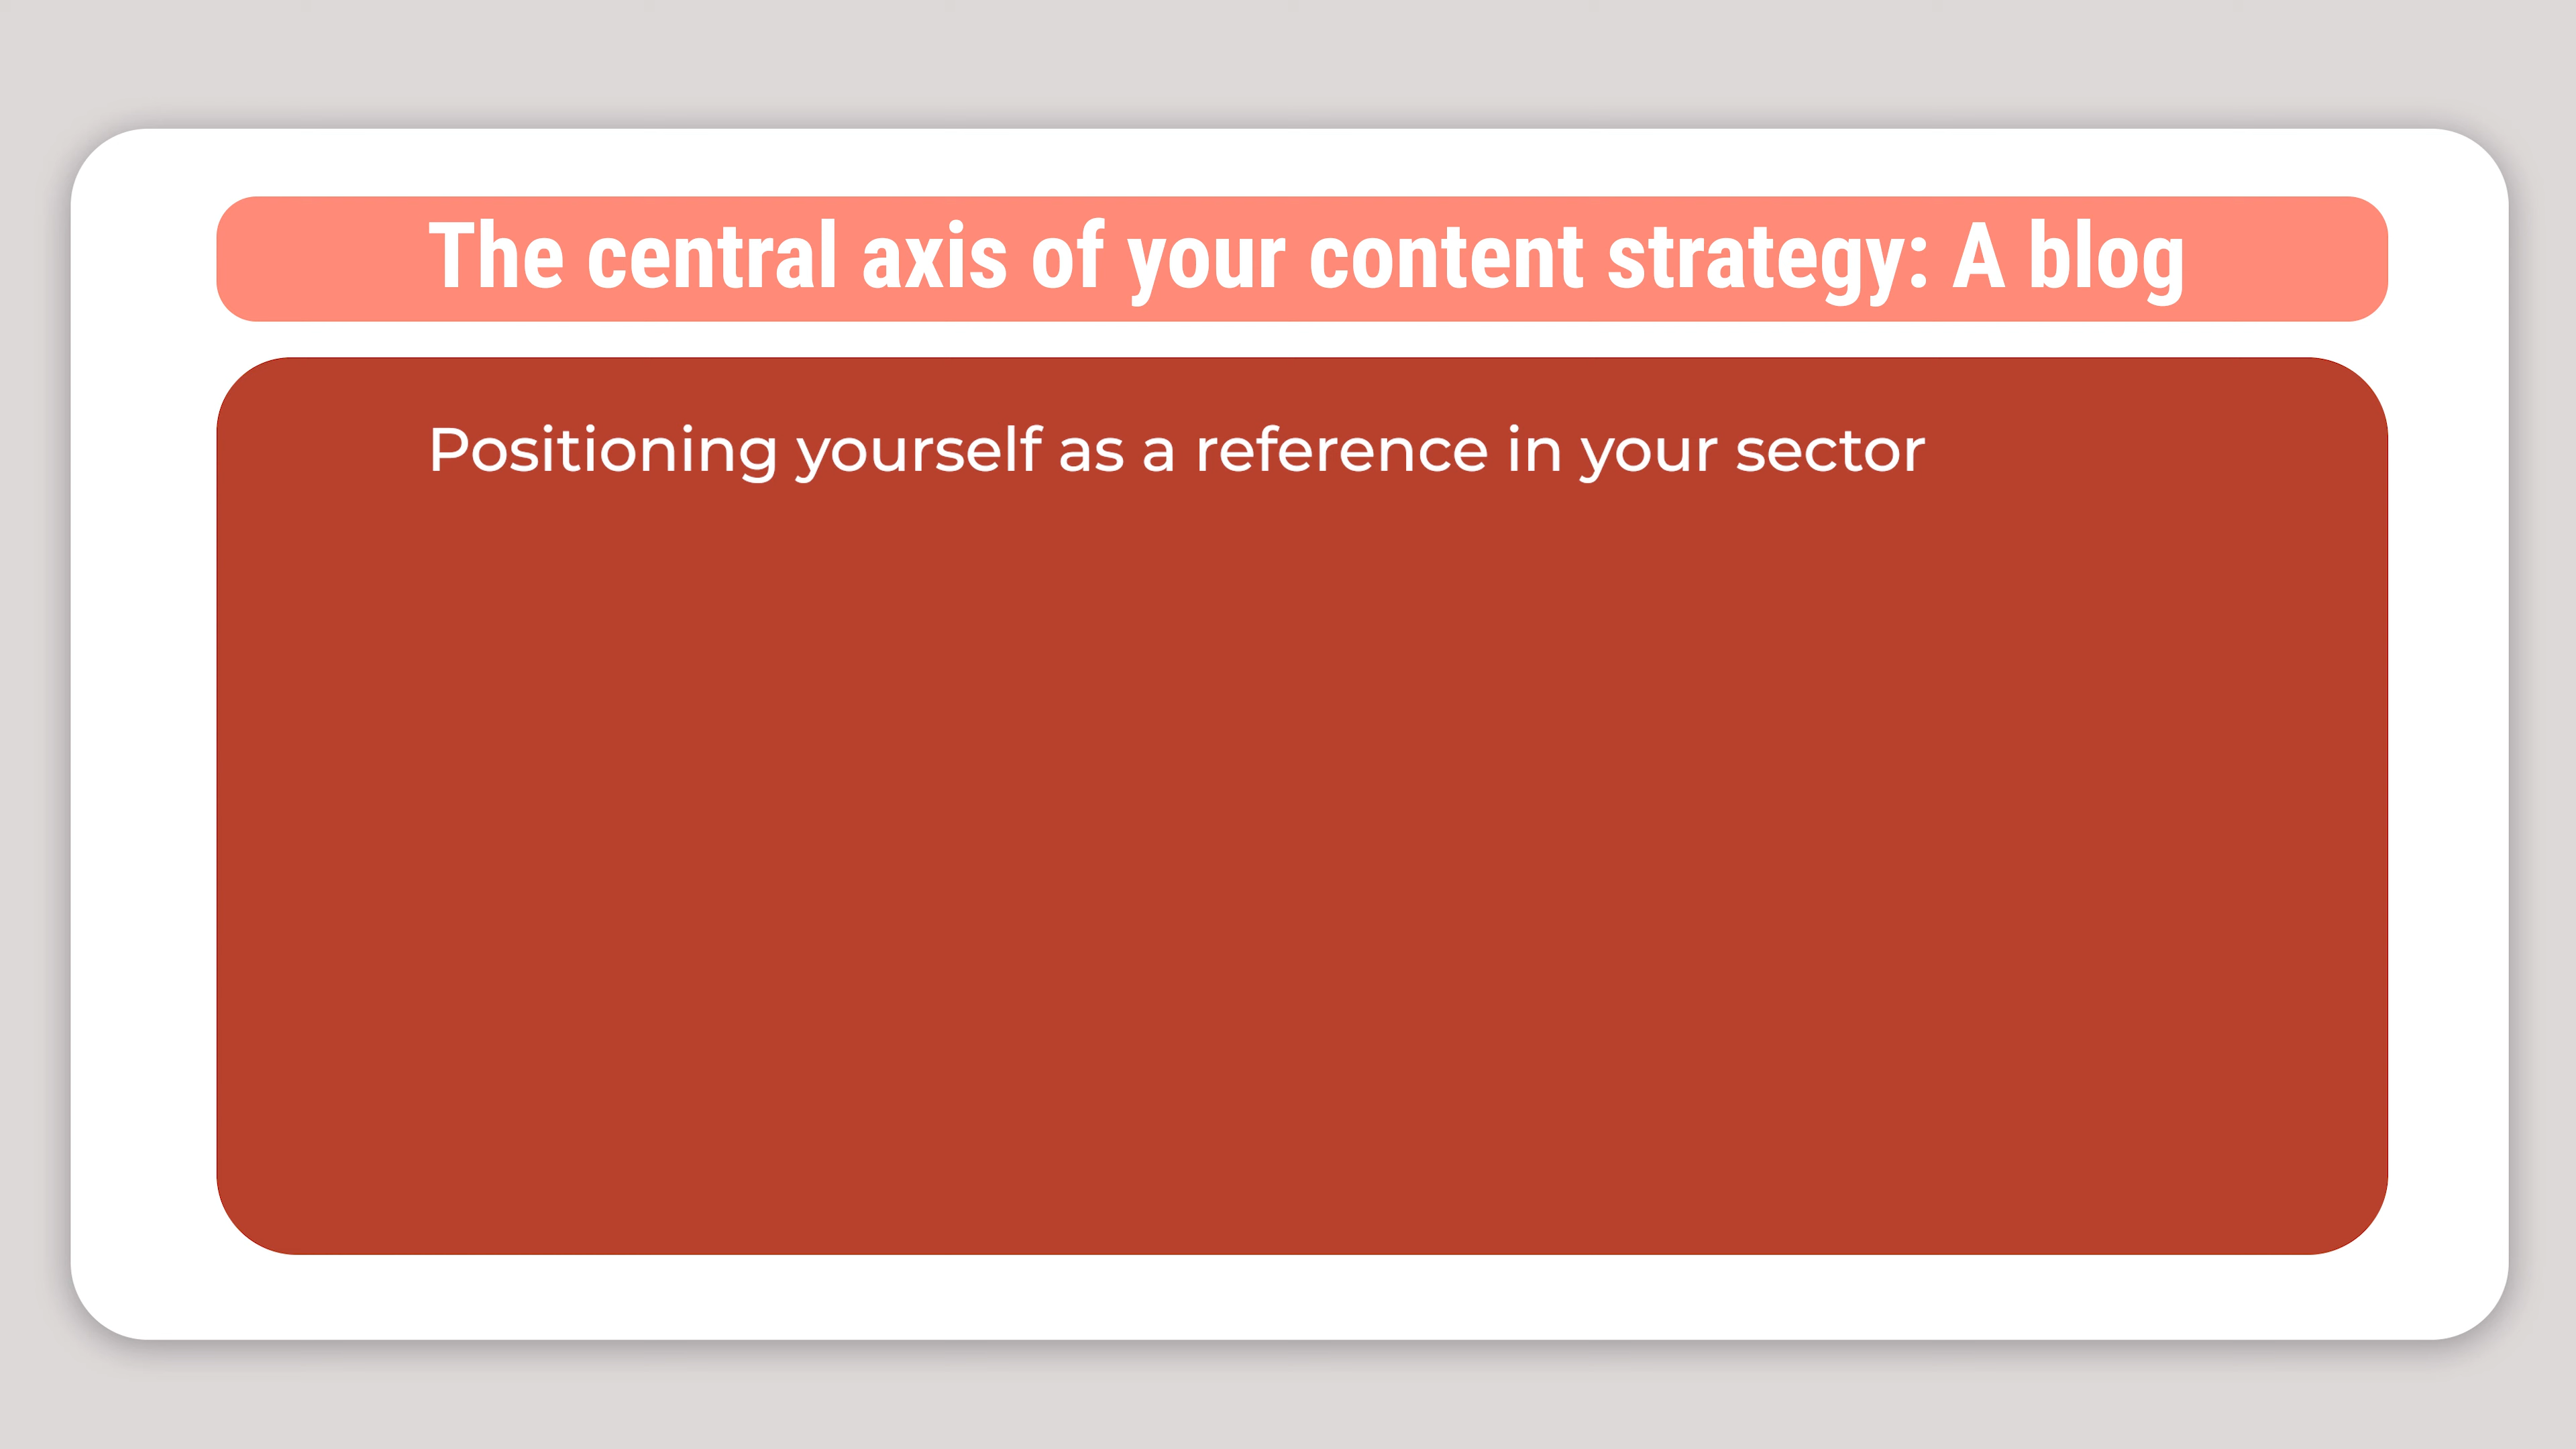 The central axis of your content strategy: A blog
Positioning yourself as a reference in your sector